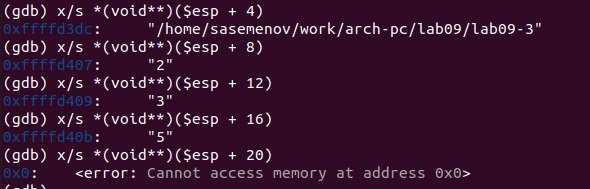 (gdb) x/s *(void**)($esp + 4)
0xffffd3dc:     "/home/sasemenov/work/arch-pc/lab09/lab09-3"
(gdb) x/s *(void**)($esp + 8)
0xffffd407:     "2"
(gdb) x/s *(void**)($esp + 12)
0xffffd409:     "3"
(gdb) x/s *(void**)($esp + 16)
0xffffd40b:     "5"
(gdb) x/s *(void**)($esp + 20)
0x0:    <error: Cannot access memory at address 0x0>
(gdb)